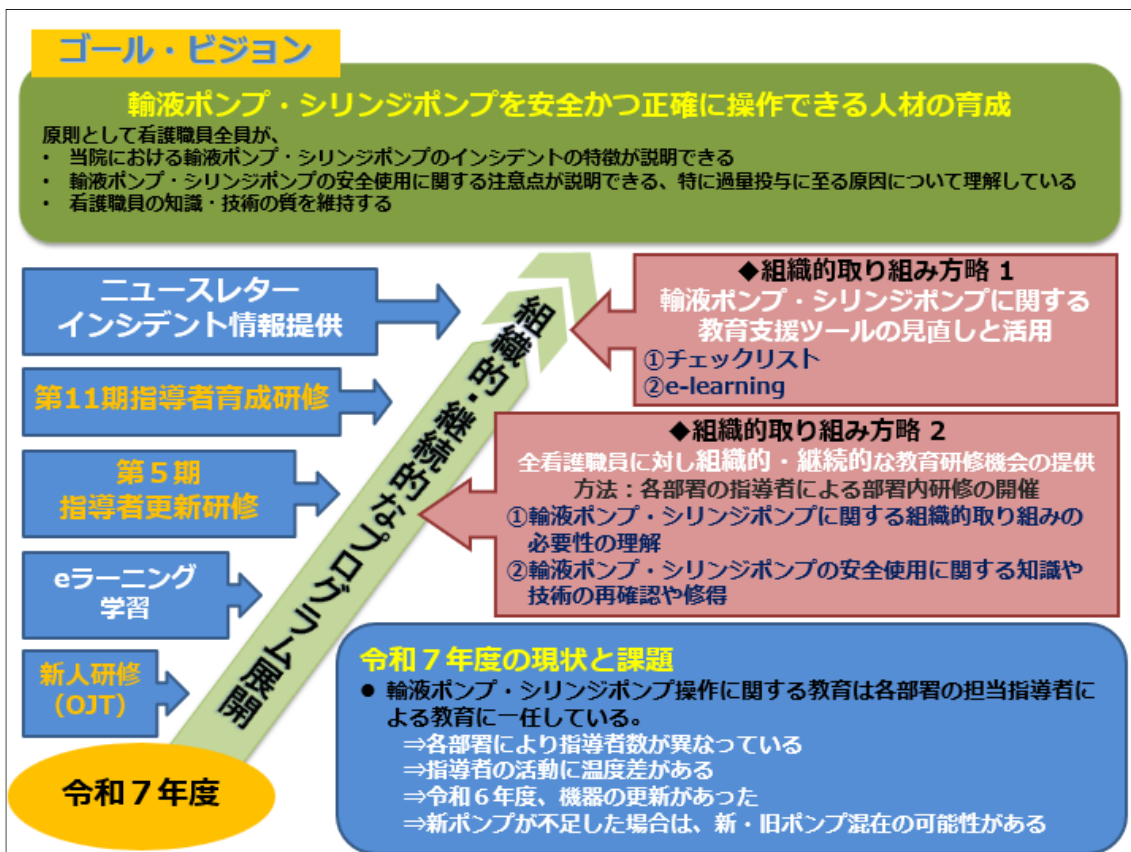 ゴール・ビジョン
輸液ポンプ・シリンジポンプを安全かつ正確に操作できる人材の育成
原則として看護職員全員が、
・ 当院における輸液ポンプ・シリンジポンプのインシデントの特徴が説明できる
・ 輸液ポンプ・シリンジポンプの安全使用に関する注意点が説明できる、特に過量投与に至る原因について理解している
・ 看護職員の知識・技術の質を維持する
ニュースレター
インシデント情報提供
第11期指導者育成研修
第５期
指導者更新研修
eラーニング
学習
新人研修
(OJT)
令和７年度
組織的・継続的なプログラム展開
◆組織的取り組み方略 1
輸液ポンプ・シリンジポンプに関する
教育支援ツールの見直しと活用
①チェックリスト
②e-learning
◆組織的取り組み方略 2
全看護職員に対し組織的・継続的な教育研修機会の提供
方法：各部署の指導者による部署内研修の開催
①輸液ポンプ・シリンジポンプに関する組織的取り組みの
必要性の理解
②輸液ポンプ・シリンジポンプの安全使用に関する知識や
技術の再確認や修得
令和７年度の現状と課題
● 輸液ポンプ・シリンジポンプ操作に関する教育は各部署の担当指導者に
よる教育に一任している。
⇒各部署により指導者数が異なっている
⇒指導者の活動に温度差がある
⇒令和６年度、機器の更新があった
⇒新ポンプが不足した場合は、新・旧ポンプ混在の可能性がある